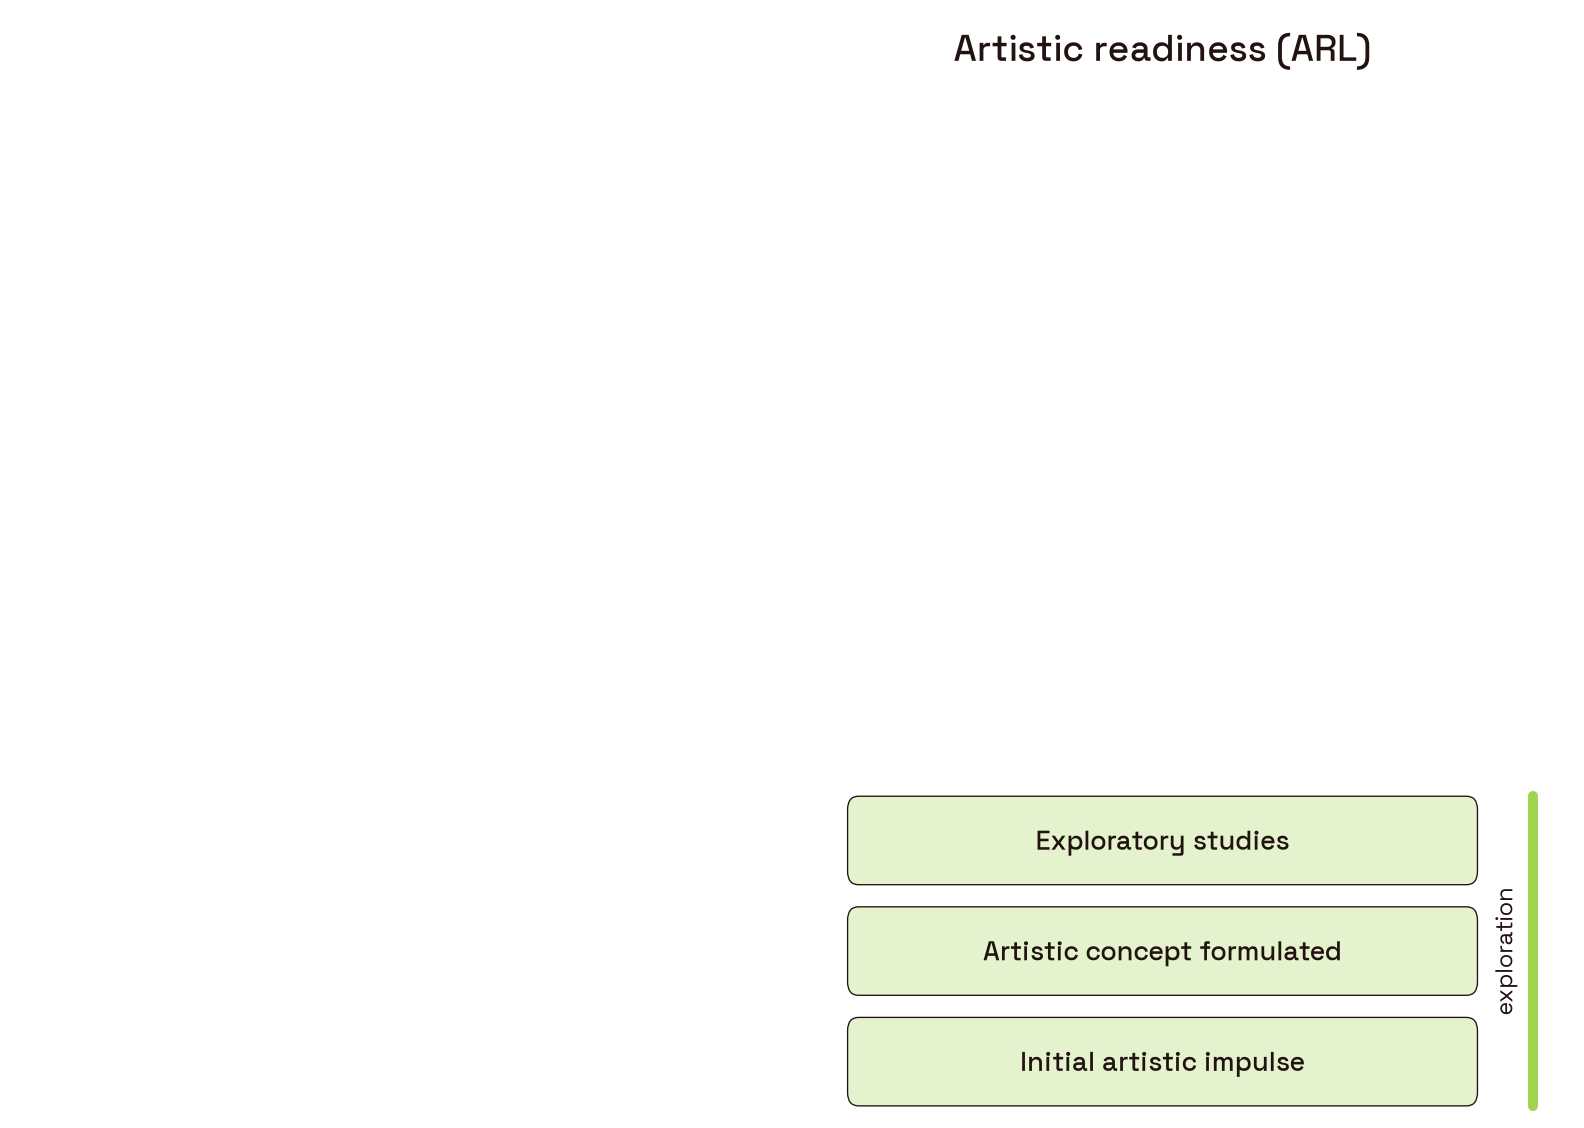 Artistic readiness (ARL)
Exploratory studies
Artistic concept formulated
Initial artistic impulse
exploration